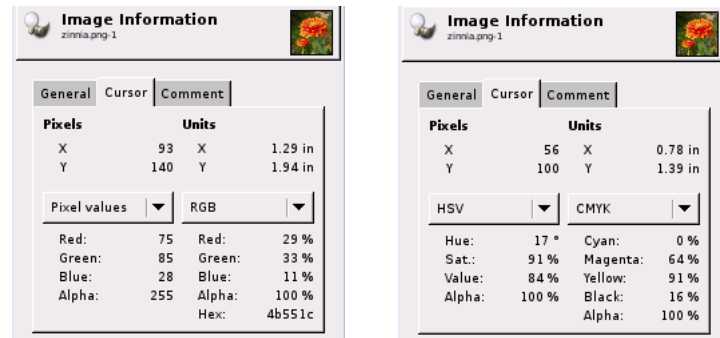 Image Information
zinnia.png-1
General Cursor Comment
Pixels Units
X 93 X 1.29 in
Y 140 Y 1.94 in
Pixel values RGB
Red: 75 Red: 29 %
Green: 85 Green: 33 %
Blue: 28 Blue: 11 %
Alpha: 255 Alpha: 100 %
Hex: 4b551c
Image Information
zinnia.png-1
General Cursor Comment
Pixels Units
X 56 X 0.78 in
Y 100 Y 1.39 in
HSV CMYK
Hue: 17 ° Cyan: 0 %
Sat.: 91 % Magenta: 64 %
Value: 84 % Yellow: 91 %
Alpha: 100 % Black: 16 %
Alpha: 100 %